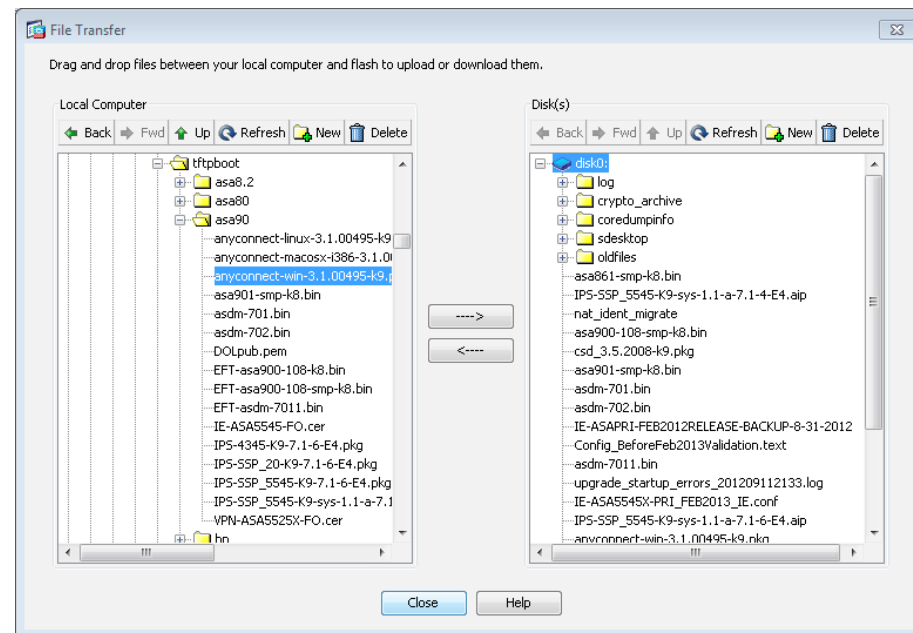 File Transfer
Drag and drop files between your local computer and flash to upload or download them.
Local Computer
Back Fwd Up Refresh New Delete
tftpboot
asa8.2
asa80
asa90
anyconnect-linux-3.1.00495-k9
anyconnect-macosx-i386-3.1.0
anyconnect-win-3.1.00495-k9.p
asa901-smp-k8.bin
asdm-701.bin
asdm-702.bin
DOLpub.pem
EFT-asa900-108-k8.bin
EFT-asa900-108-smp-k8.bin
EFT-asdm-7011.bin
IE-ASA5545-FO.cer
IPS-4345-K9-7.1-6-E4.pkg
IPS-SSP_20-K9-7.1-6-E4.pkg
IPS-SSP_5545-K9-7.1-6-E4.pkg
IPS-SSP_5545-K9-sys-1.1-a-7.1
VPN-ASA5525X-FO.cer
bn
---->
<----
Disk(s)
Back Fwd Up Refresh New Delete
disk0:
log
crypto_archive
coredumpinfo
sdesktop
oldfiles
asa861-smp-k8.bin
IPS-SSP_5545-K9-sys-1.1-a-7.1-4-E4.aip
nat_ident_migrate
asa900-108-smp-k8.bin
csd_3.5.2008-k9.pkg
asa901-smp-k8.bin
asdm-701.bin
asdm-702.bin
IE-ASAPRI-FEB2012RELEASE-BACKUP-8-31-2012
Config_BeforeFeb2013Validation.text
asdm-7011.bin
upgrade_startup_errors_201209112133.log
IE-ASA5545X-PRI_FEB2013_IE.conf
IPS-SSP_5545-K9-sys-1.1-a-7.1-6-E4.aip
anyconnect-win-3.1.00495-k9.pkg
Close Help